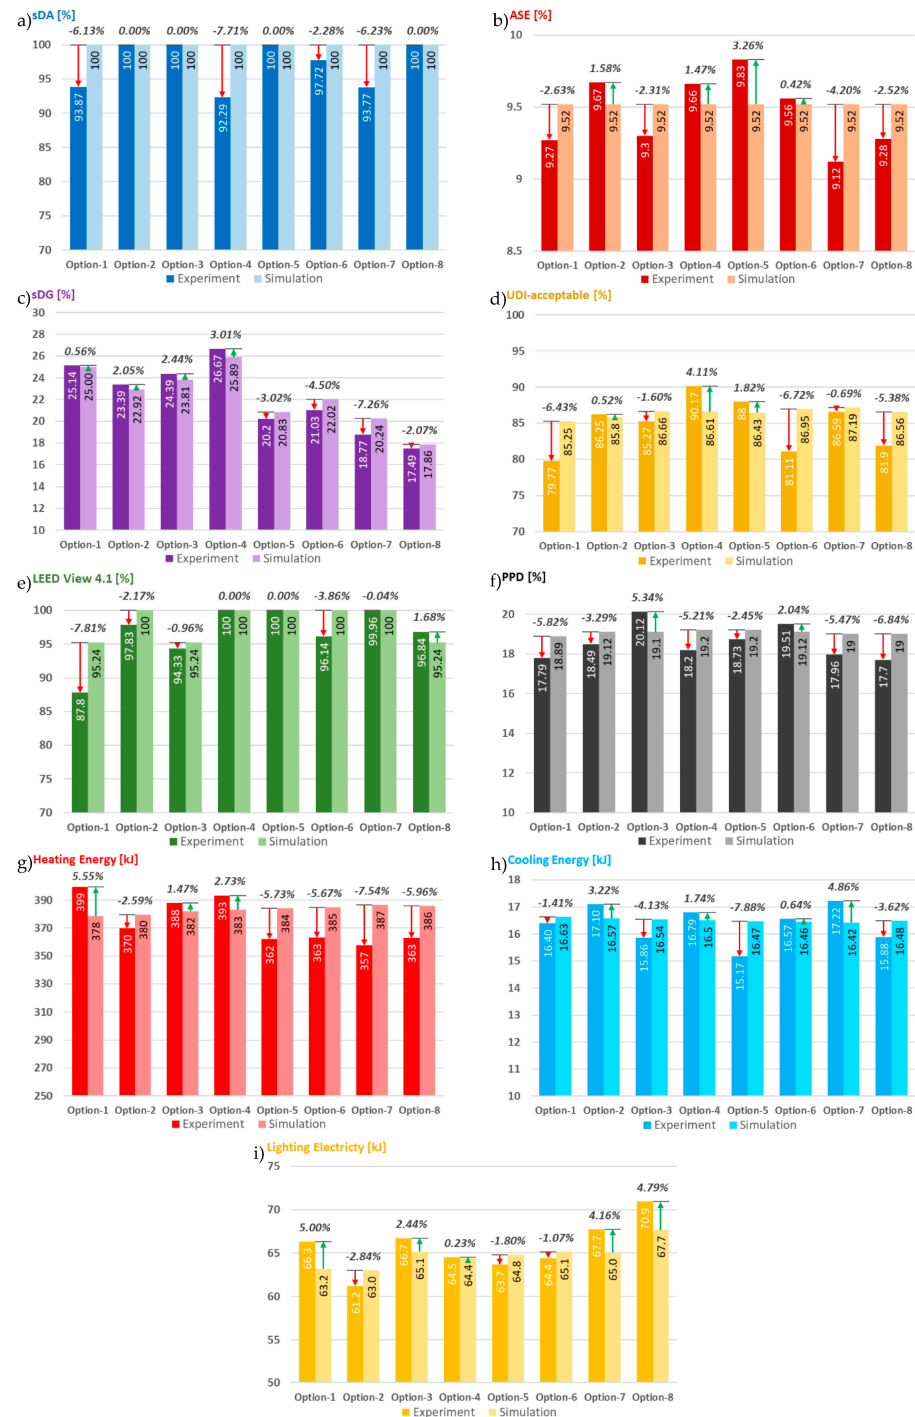 a) sDA [%]
-6.13% 0.00% 0.00% -7.71% 0.00% -2.28% -6.23% 0.00%
100
95
90
85
80
75
70
93.87 100 100 100 100 100 92.29 100 100 100 97.72 100 93.77 100 100 100
Option-1 Option-2 Option-3 Option-4 Option-5 Option-6 Option-7 Option-8
Experiment Simulation
b) ASE [%]
-2.63% 1.58% -2.31% 1.47% 3.26% 0.42% -4.20% -2.52%
10
9.5
9
8.5
9.27 9.52 9.67 9.52 9.3 9.52 9.66 9.52 9.83 9.52 9.56 9.52 9.12 9.52 9.28 9.52
Option-1 Option-2 Option-3 Option-4 Option-5 Option-6 Option-7 Option-8
Experiment Simulation
c) sDG [%]
0.56% 2.05% 2.44% 3.01% -3.02% -4.50% -7.26% -2.07%
30
28
26
24
22
20
18
16
14
12
10
25.14 25.00 23.39 22.92 24.39 23.81 26.67 25.89 20.2 20.83 21.03 22.02 18.77 20.24 17.49 17.86
Option-1 Option-2 Option-3 Option-4 Option-5 Option-6 Option-7 Option-8
Experiment Simulation
d) UDI-acceptable [%]
-6.43% 0.52% -1.60% 4.11% 1.82% -6.72% -0.69% -5.38%
100
95
90
85
80
75
70
79.77 85.25 86.25 85.8 85.27 86.66 90.17 86.61 88 86.43 81.11 86.95 86.59 87.19 81.9 86.56
Option-1 Option-2 Option-3 Option-4 Option-5 Option-6 Option-7 Option-8
Experiment Simulation
e) LEED View 4.1 [%]
-7.81% -2.17% -0.96% 0.00% 0.00% -3.86% -0.04% 1.68%
100
95
90
85
80
75
70
87.8 95.24 97.83 100 94.33 95.24 100 100 100 100 96.14 100 99.96 100 96.84 95.24
Option-1 Option-2 Option-3 Option-4 Option-5 Option-6 Option-7 Option-8
Experiment Simulation
f) PPD [%]
-5.82% -3.29% 5.34% -5.21% -2.45% 2.04% -5.47% -6.84%
20
18
16
14
12
10
17.79 18.89 18.49 19.12 20.12 19.1 18.2 19.2 18.73 19.2 19.51 19.12 17.96 19 17.7 19
Option-1 Option-2 Option-3 Option-4 Option-5 Option-6 Option-7 Option-8
Experiment Simulation
g) Heating Energy [kJ]
5.55% -2.59% 1.47% 2.73% -5.73% -5.67% -7.54% -5.96%
390
370
350
330
310
290
270
250
399 378 370 380 388 382 393 383 362 384 363 385 357 387 363 386
Option-1 Option-2 Option-3 Option-4 Option-5 Option-6 Option-7 Option-8
Experiment Simulation
h) Cooling Energy [kJ]
-1.41% 3.22% -4.13% 1.74% -7.88% 0.64% 4.86% -3.62%
18
17
16
15
14
13
12
11
10
16.40 16.63 17.10 16.57 15.86 16.54 16.79 16.5 15.17 16.47 16.57 16.46 17.22 16.42 15.88 16.48
Option-1 Option-2 Option-3 Option-4 Option-5 Option-6 Option-7 Option-8
Experiment Simulation
i) Lighting Electricty [kJ]
5.00% -2.84% 2.44% 0.23% -1.80% -1.07% 4.16% 4.79%
75
70
65
60
55
50
66.3 63.2 61.2 63.0 66.7 65.1 64.5 64.4 63.7 64.8 64.4 65.1 67.7 65.0 70.9 67.7
Option-1 Option-2 Option-3 Option-4 Option-5 Option-6 Option-7 Option-8
Experiment Simulation